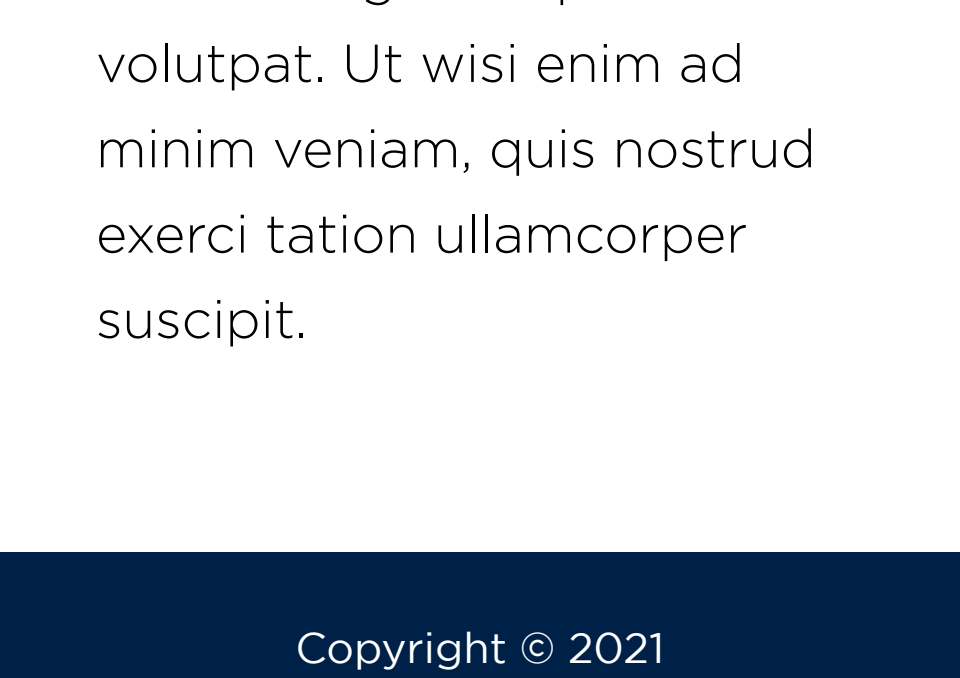 volutpat. Ut wisi enim ad
minim veniam, quis nostrud
exerci tation ullamcorper
suscipit.
Copyright © 2021